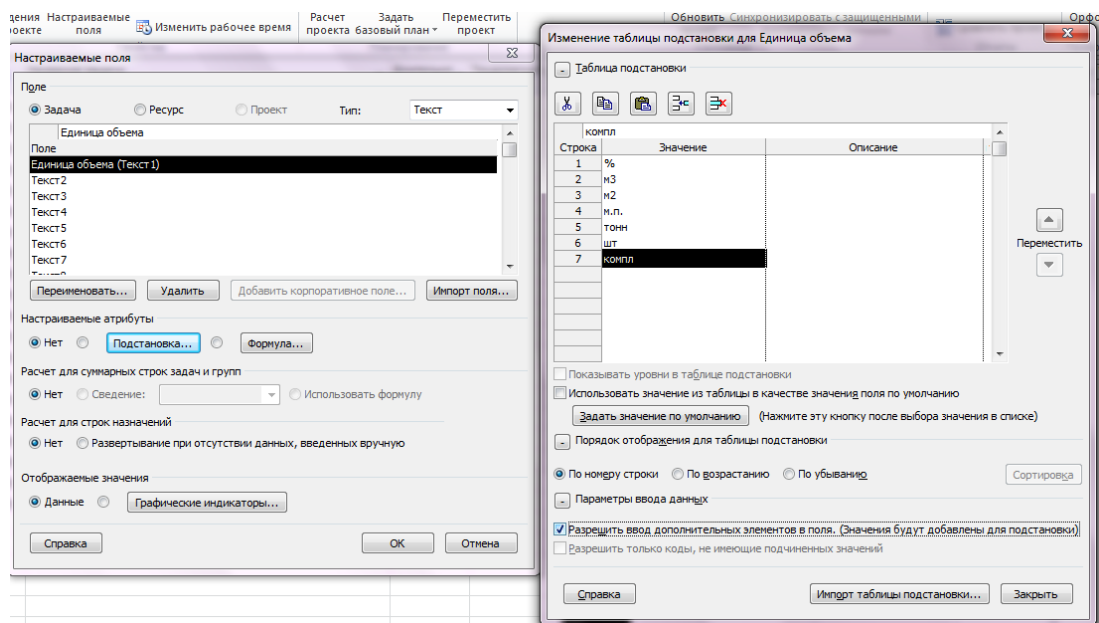 дения Настраиваемые
роекте поля
Изменить рабочее время
Расчет Задать Переместить
проекта базовый план проект
Обновить Синхронизировать с защищенными
Орфо
Настраиваемые поля
Поле
Задача Ресурс Проект Тип: Текст
Единица объема
Поле
Единица объема (Текст1)
Текст2
Текст3
Текст4
Текст5
Текст6
Текст7
Переименовать... Удалить Добавить корпоративное поле... Импорт поля...
Настраиваемые атрибуты
Нет Подстановка... Формула...
Расчет для суммарных строк задач и групп
Нет Сведение: Использовать формулу
Расчет для строк назначений
Нет Развертывание при отсутствии данных, введенных вручную
Отображаемые значения
Данные Графические индикаторы...
Справка ОК Отмена
Изменение таблицы подстановки для Единица объема
Таблица подстановки
компл
Строка Значение Описание
1 %
2 м3
3 м2
4 м.п.
5 тонн
6 шт
7 компл
Переместить
Показывать уровни в таблице подстановки
Использовать значение из таблицы в качестве значения поля по умолчанию
Задать значение по умолчанию (Нажмите эту кнопку после выбора значения в списке)
Порядок отображения для таблицы подстановки
По номеру строки По возрастанию По убыванию Сортировка
Параметры ввода данных
Разрешить ввод дополнительных элементов в поля. (Значения будут добавлены для подстановки)
Разрешить только коды, не имеющие подчиненных значений
Справка Импорт таблицы подстановки... Закрыть